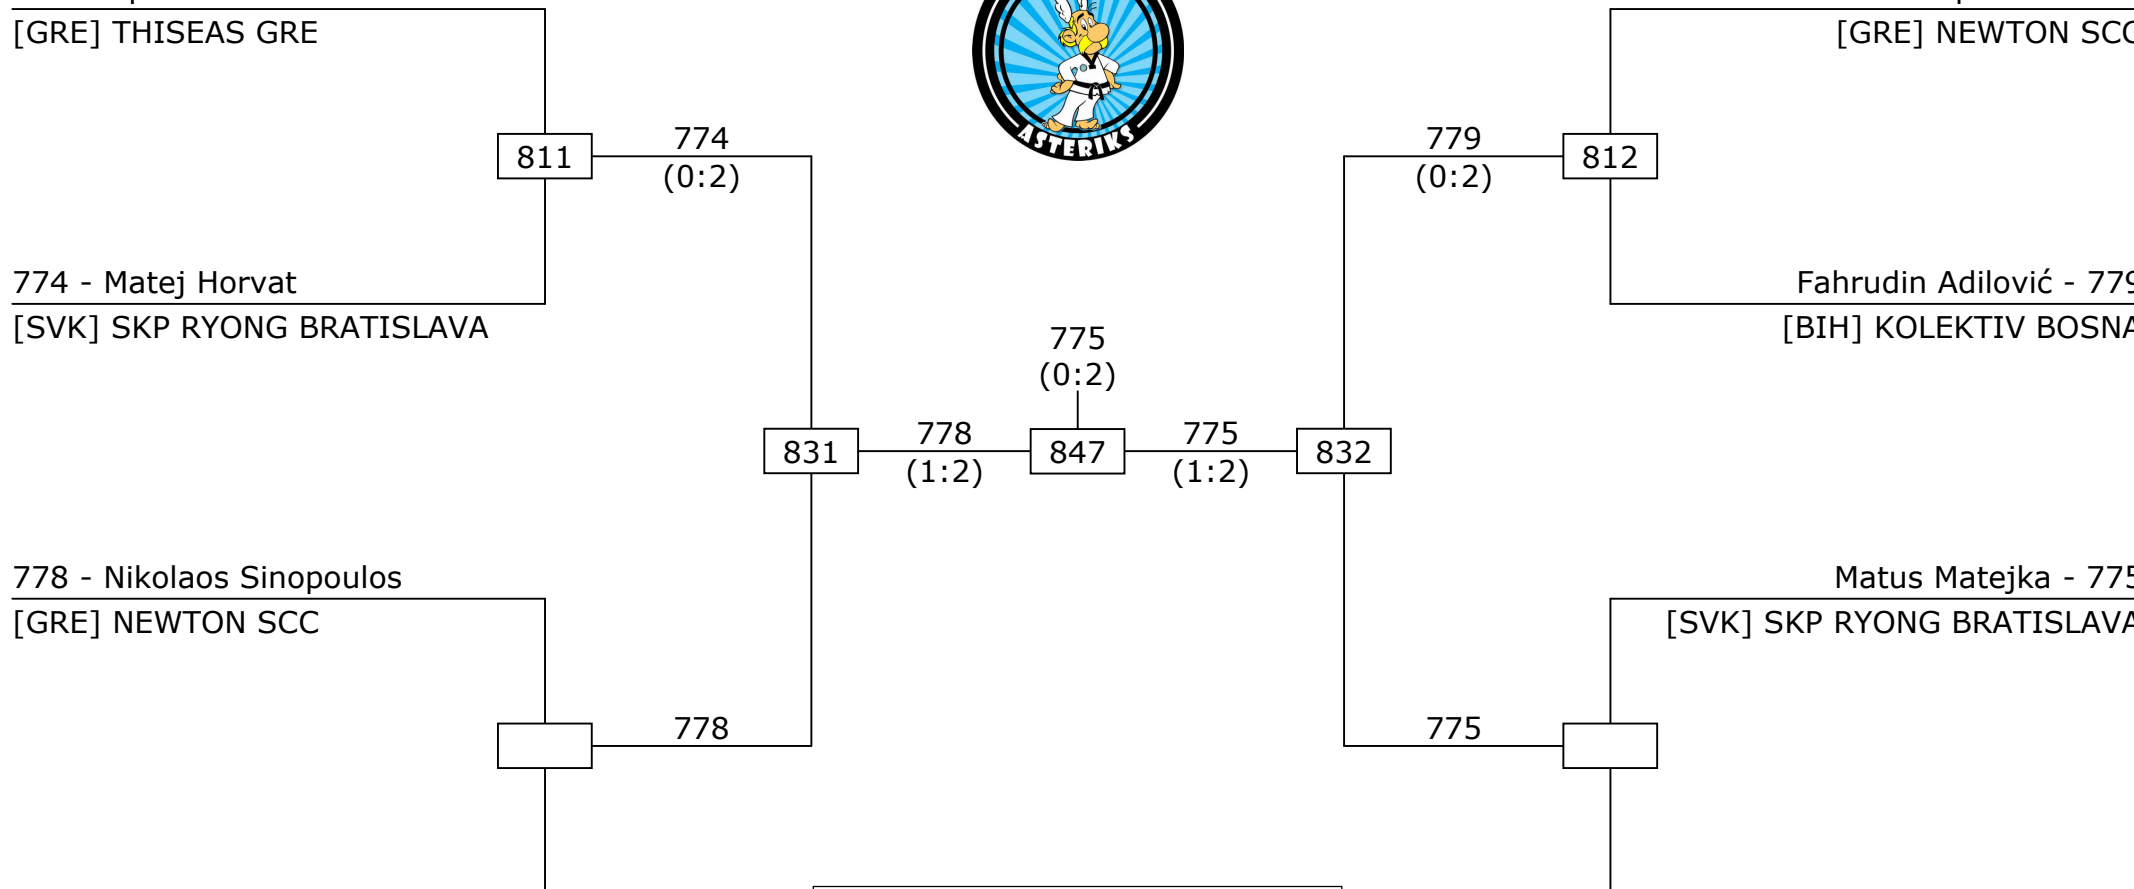 [GRE] THISEAS GRE
[GRE] NEWTON SCC
ASTERIKS
774
(0:2)
811
779
(0:2)
812
774 - Matej Horvat
[SVK] SKP RYONG BRATISLAVA
Fahrudin Adilović - 779
[BIH] KOLEKTIV BOSNA
775
(0:2)
831
778
(1:2)
847
775
(1:2)
832
778 - Nikolaos Sinopoulos
[GRE] NEWTON SCC
Matus Matejka - 775
[SVK] SKP RYONG BRATISLAVA
778
775